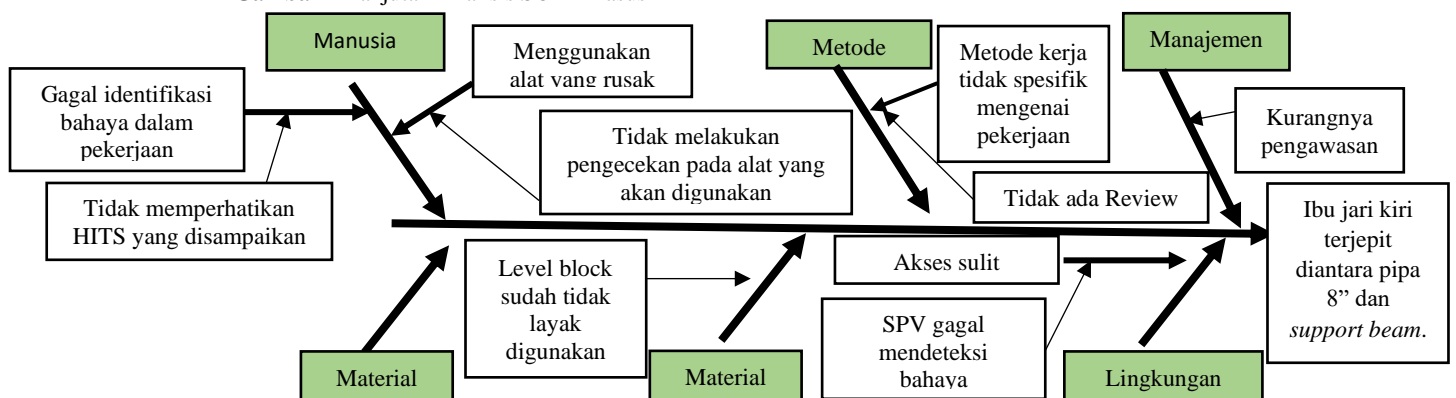 Manusia
Menggunakan
alat yang rusak
Metode
Metode kerja
tidak spesifik
mengenai
pekerjaan
Manajemen
Gagal identifikasi
bahaya dalam
pekerjaan
Tidak melakukan
pengecekan pada alat yang
akan digunakan
Kurangnya
pengawasan
Tidak memperhatikan
HITS yang disampaikan
Tidak ada Review
Ibu jari kiri
terjepit
diantara pipa
8” dan
support beam.
Level block
sudah tidak
layak
digunakan
Akses sulit
SPV gagal
mendeteksi
bahaya
Material
Material
Lingkungan